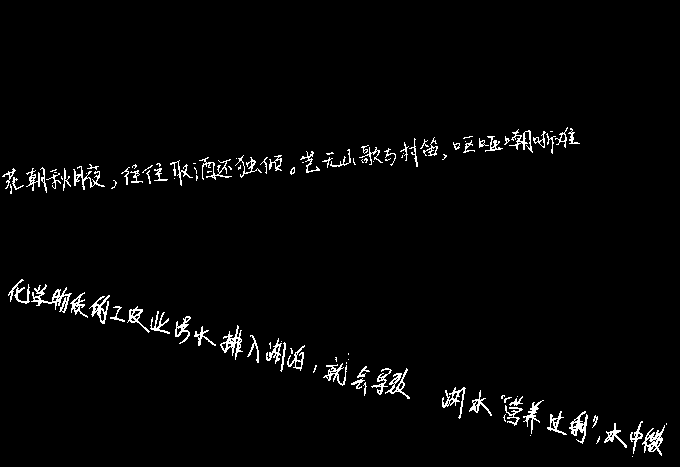 花朝秋月夜,往往取酒还独倾。岂无山歌与村笛,呕哑嘲哳难
化学物质的工农业污水排入湖泊,就会导致 湖水"营养过剩",水中微